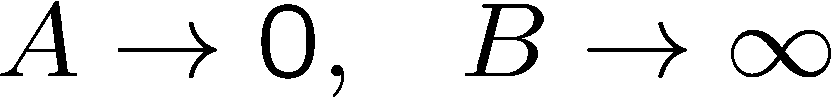 A → 0, B → ∞